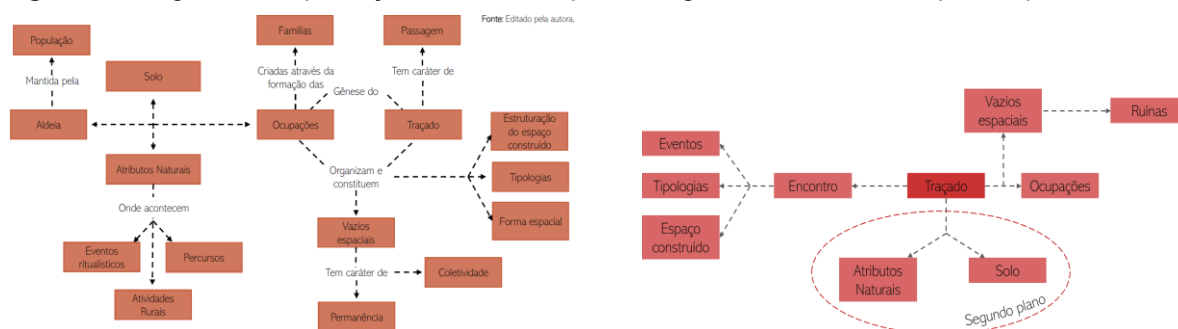 Fonte: Editado pela autora,
População
Mantida pela
Aldeia
Solo
Atributos Naturais
Onde acontecem
Eventos
ritualísticos
Percursos
Atividades
Rurais
Famílias
Criadas através da
formação das
Gênese do
Ocupações
Passagem
Tem caráter de
Traçado
Organizam e
constituem
Estruturação
do espaço
construído
Tipologias
Forma espacial
Vazios
espaciais
Tem caráter de
Coletividade
Permanência
Eventos
Tipologias
Espaço
construído
Encontro
Traçado
Vazios
espaciais
Ruínas
Ocupações
Atributos
Naturais
Solo
Segundo plano